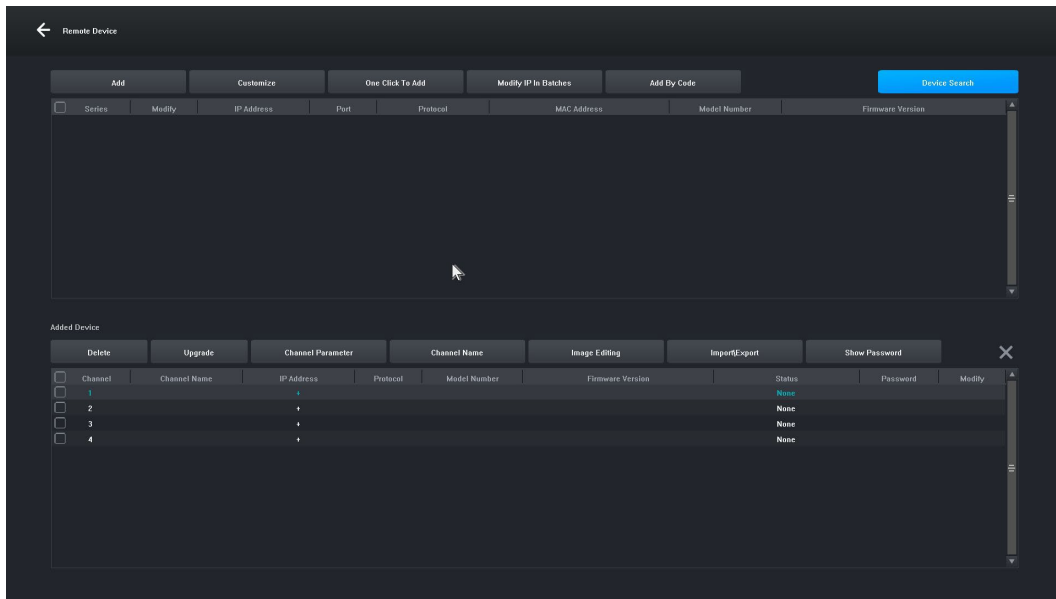 Remote Device
Add Customize One Click To Add Modify IP In Batches Add By Code Device Search
Series Modify IP Address Port Protocol MAC Address Model Number Firmware Version
Added Device
Delete Upgrade Channel Parameter Channel Name Image Editing Import\Export Show Password
Channel Channel Name IP Address Protocol Model Number Firmware Version Status Password Modify
1 + None
2 + None
3 + None
4 + None